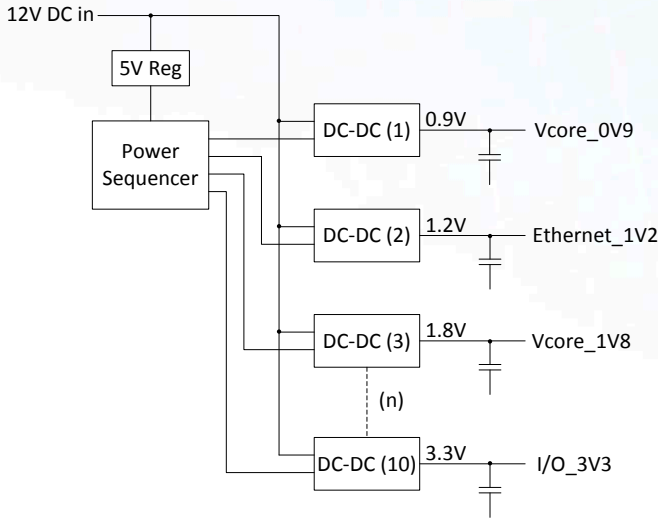 12V DC in
5V Reg
Power
Sequencer
DC-DC (1)
0.9V
Vcore_0V9
DC-DC (2)
1.2V
Ethernet_1V2
DC-DC (3)
1.8V
Vcore_1V8
(n)
DC-DC (10)
3.3V
I/O_3V3